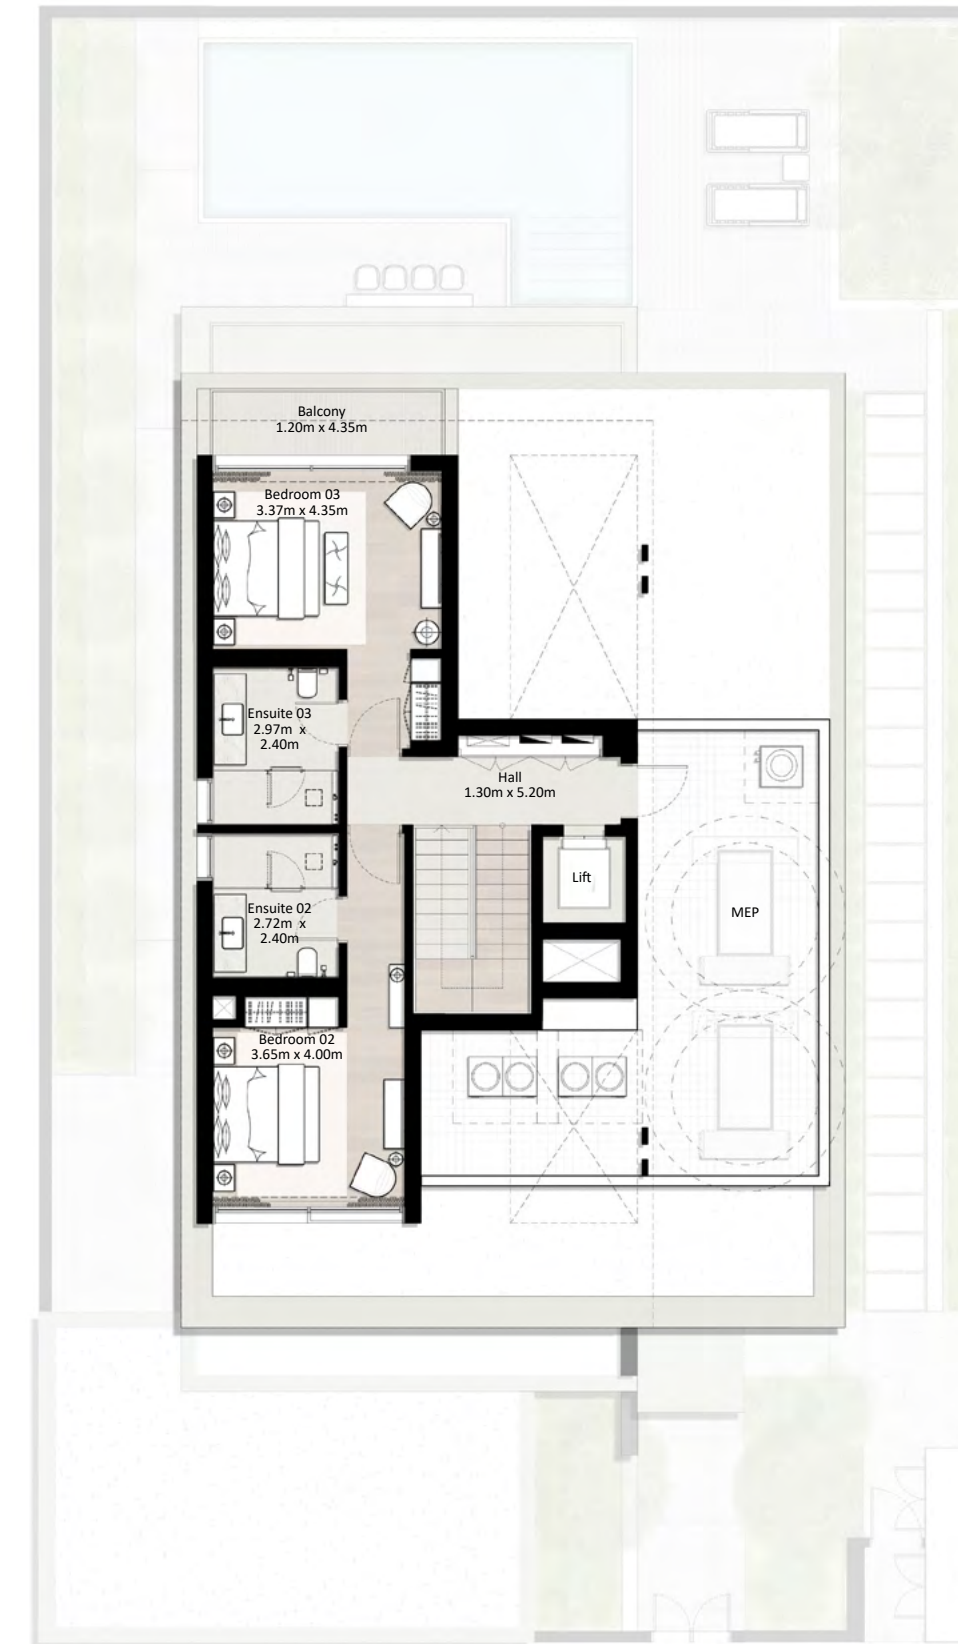 Balcony
1.20m x 4.35m
Bedroom 03
3.37m x 4.35m
Ensuite 03
2.97m x
2.40m
Hall
1.30m x 5.20m
Lift
MEP
Ensuite 02
2.72m x
2.40m
Bedroom 02
3.65m x 4.00m